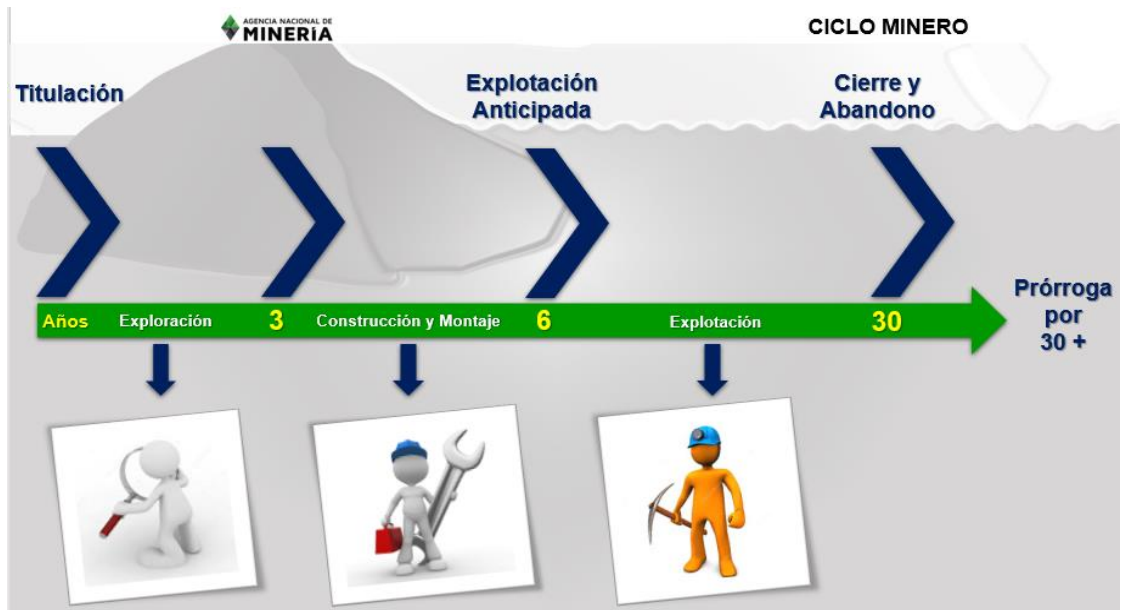 AGENCIA NACIONAL DE
MINERÍA
CICLO MINERO
Titulación
Explotación
Anticipada
Cierre y
Abandono
Años Exploración 3 Construcción y Montaje 6 Explotación 30
Prórroga
por
30 +